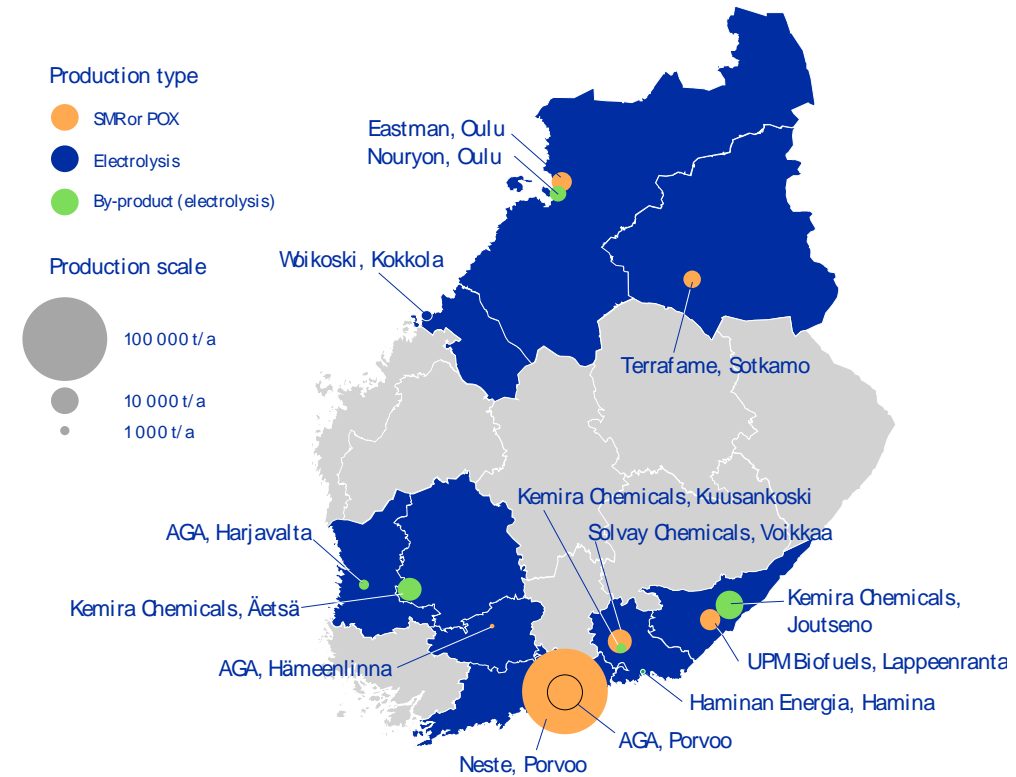 Production type
SMR or POX
Electrolysis
By-product (electrolysis)
Production scale
100 000 t/a
10 000 t/a
1 000 t/a
Eastman, Oulu
Nouryon, Oulu
Woikoski, Kokkola
Terrafame, Sotkamo
Kemira Chemicals, Kuusankoski
Solvay Chemicals, Voikkaa
AGA, Harjavalta
Kemira Chemicals, Äetsä
Kemira Chemicals,
Joutseno
AGA, Hämeenlinna
UPM Biofuels, Lappeenranta
Haminan Energia, Hamina
AGA, Porvoo
Neste, Porvoo